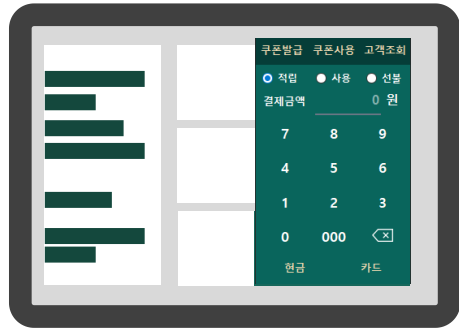 쿠폰발급 쿠폰사용 고객조회
적립 사용 선불
결제금액 0 원
7 8 9
4 5 6
1 2 3
0 000
현금 카드